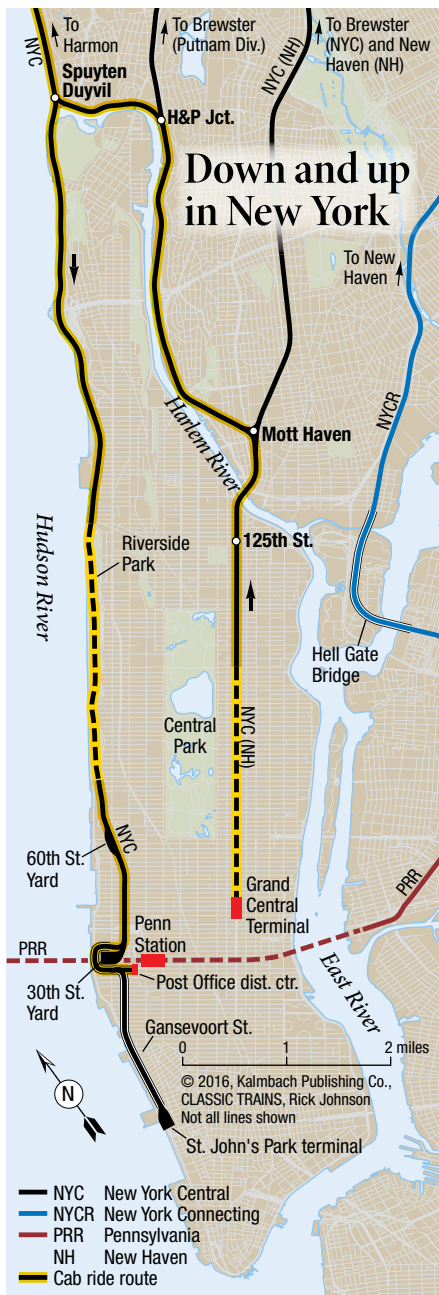 To
Harmon
NYC
To Brewster
(Putnam Div.)
To Brewster
(NYC) and New
Haven (NH)
NYC (NH)
Spuyten
Duyvil
H&P Jct.
Down and up
in New York
To New
Haven
NYCR
Harlem River
Mott Haven
Hudson River
125th St.
Riverside
Park
Hell Gate
Bridge
Central
Park
NYC (NH)
NYC
60th St.
Yard
Grand
Central
Terminal
PRR
Penn
Station
PRR
30th St.
Yard
Post Office dist. ctr.
East River
Gansevoort St.
0 1 2 miles
N
© 2016, Kalmbach Publishing Co.,
CLASSIC TRAINS, Rick Johnson
Not all lines shown
St. John's Park terminal
NYC New York Central
NYCR New York Connecting
PRR Pennsylvania
NH New Haven
Cab ride route